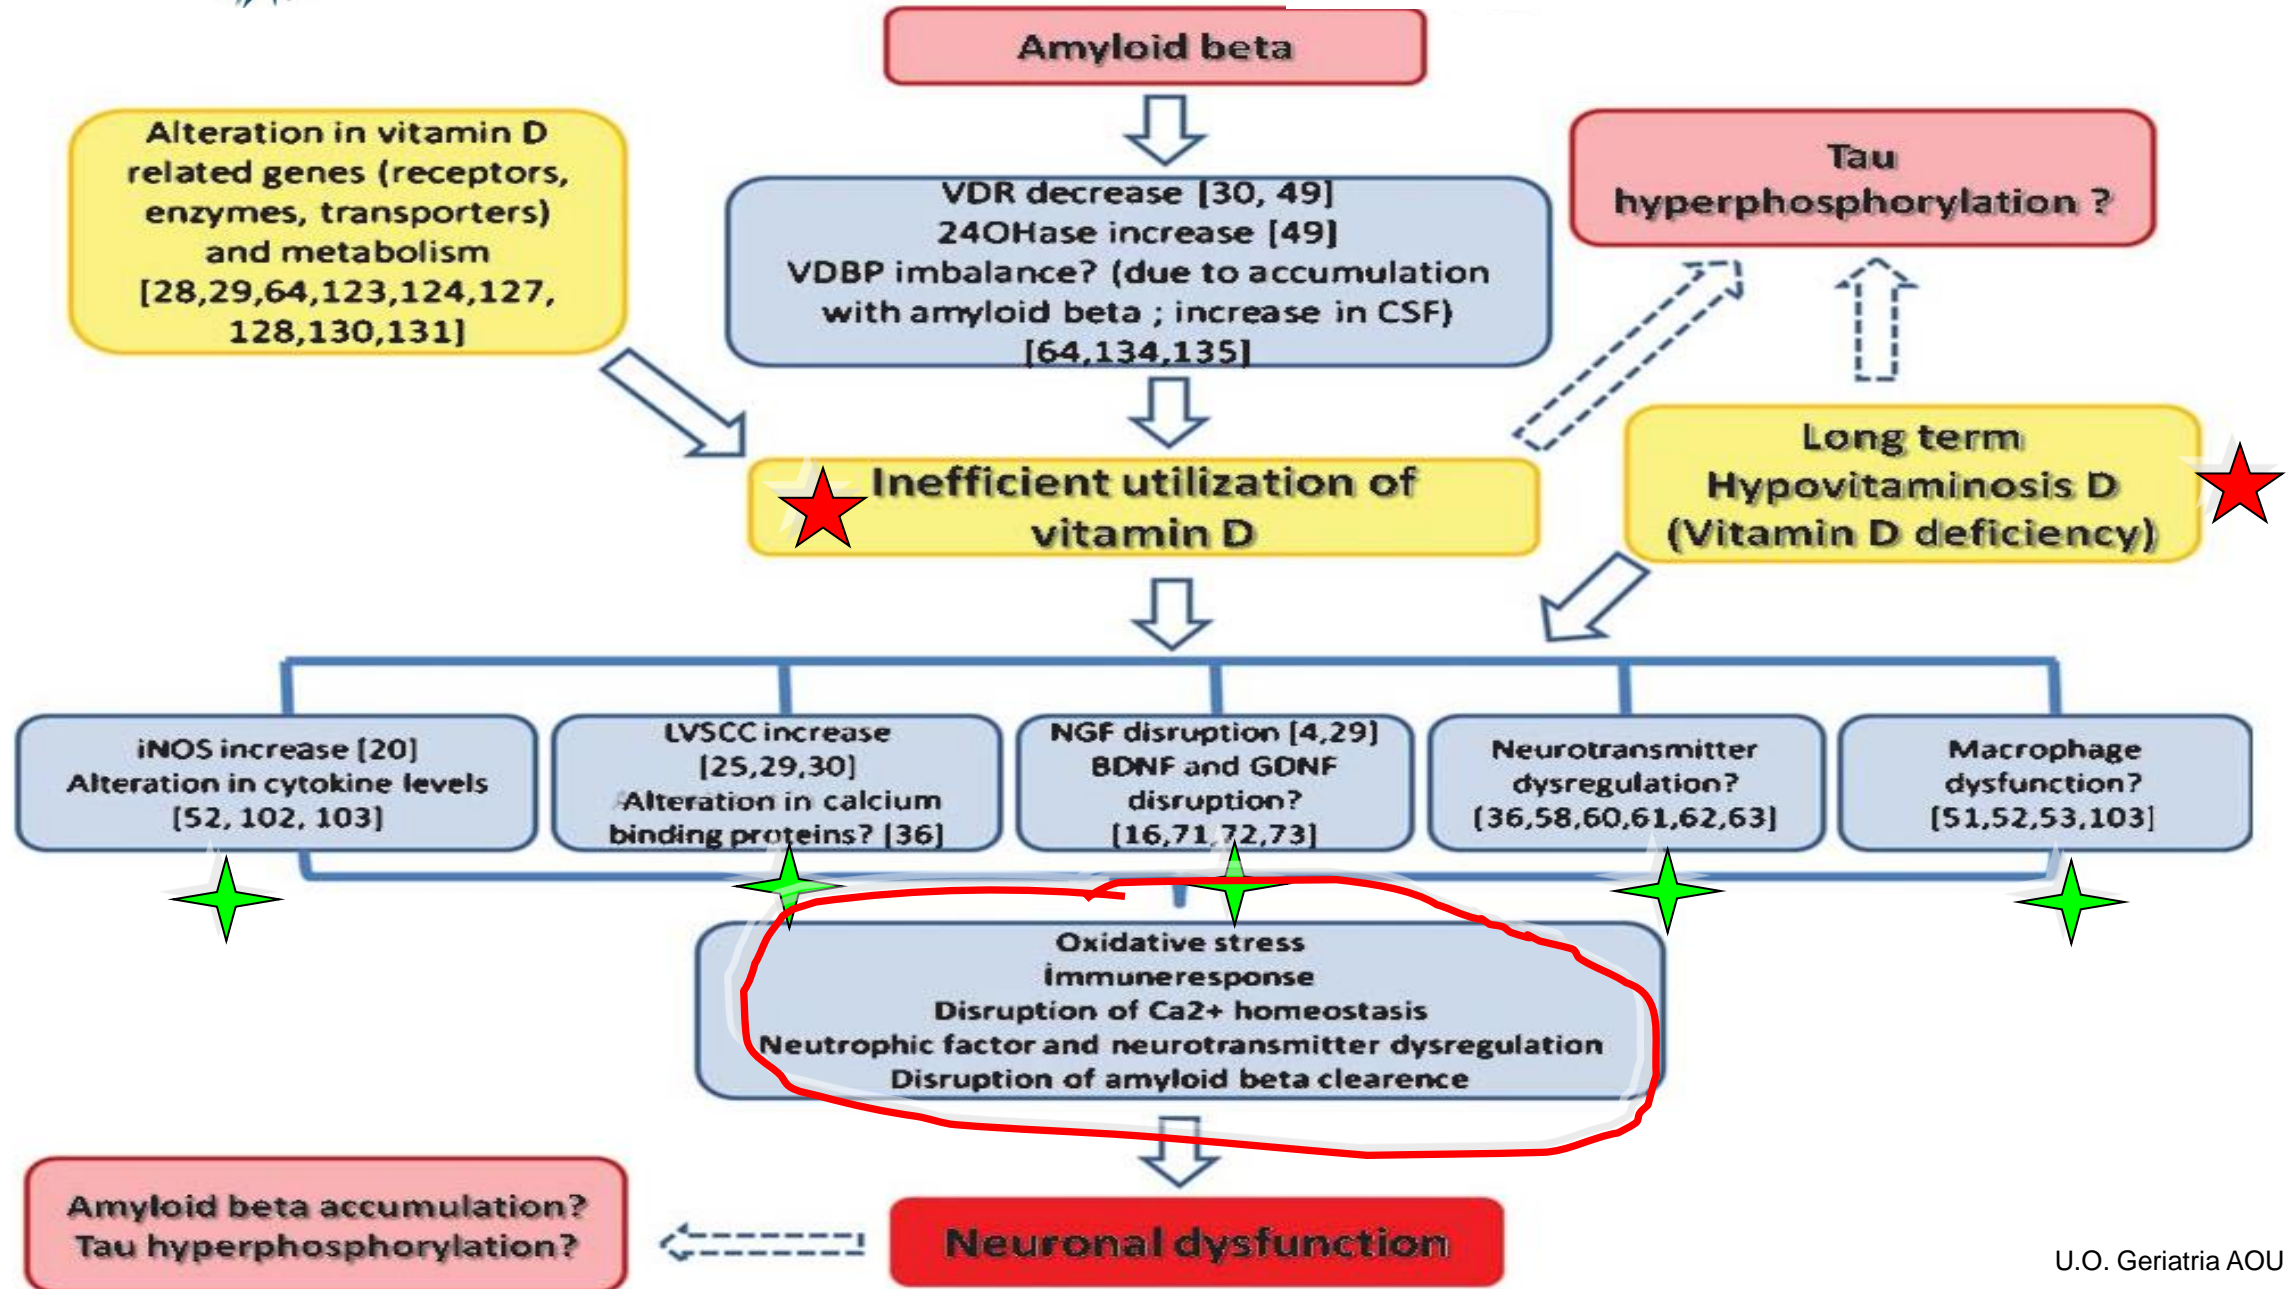 Amyloid beta
Alteration in vitamin D
related genes (receptors,
enzymes, transporters)
and metabolism
[28,29,64,123,124,127,
128,130,131]
VDR decrease [30, 49]
24OHase increase [49]
VDBP imbalance? (due to accumulation
with amyloid beta ; increase in CSF)
[64,134,135]
Tau
hyperphosphorylation ?
Inefficient utilization of
vitamin D
Long term
Hypovitaminosis D
(Vitamin D deficiency)
iNOS increase [20]
Alteration in cytokine levels
[52, 102, 103]
LVSCC increase
[25,29,30]
Alteration in calcium
binding proteins? [36]
NGF disruption [4,29]
BDNF and GDNF
disruption?
[16,71,72,73]
Neurotransmitter
dysregulation?
[36,58,60,61,62,63]
Macrophage
dysfunction?
[51,52,53,103]
Oxidative stress
İmmuneresponse
Disruption of Ca2+ homeostasis
Neutrophic factor and neurotransmitter dysregulation
Disruption of amyloid beta clearence
Amyloid beta accumulation?
Tau hyperphosphorylation?
Neuronal dysfunction
U.O. Geriatria AOU